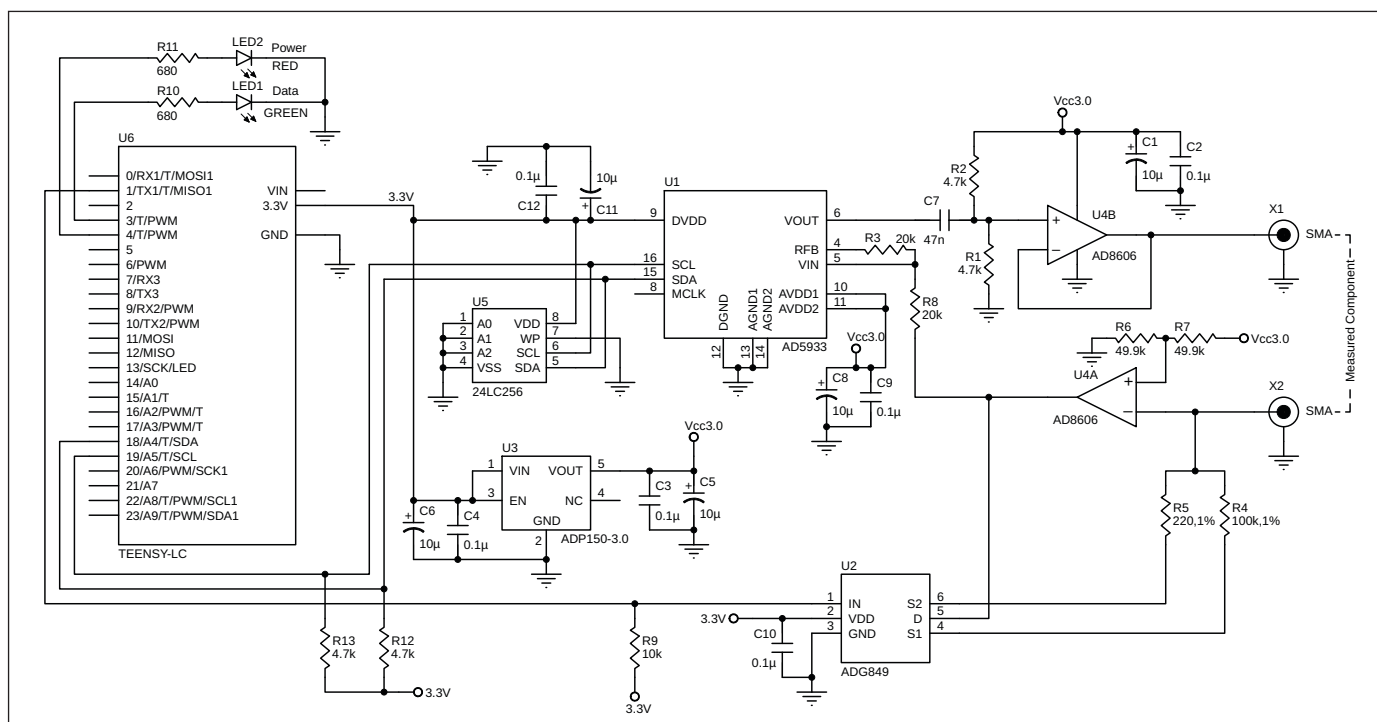 R11
680
LED2
Power
RED
R10
680
LED1
Data
GREEN
U6
0/RX1/T/MOSI1
1/TX1/T/MISO1
2
3/T/PWM
4/T/PWM
5
6/PWM
7/RX3
8/TX3
9/RX2/PWM
10/TX2/PWM
11/MOSI
12/MISO
13/SCK/LED
14/A0
15/A1/T
16/A2/PWM/T
17/A3/PWM/T
18/A4/T/SDA
19/A5/T/SCL
20/A6/PWM/SCK1
21/A7
22/A8/T/PWM/SCL1
23/A9/T/PWM/SDA1
VIN
3.3V
GND
TEENSY-LC
3.3V
0.1µ
C12
10µ
+
C11
U1
9
DVDD
16
SCL
15
SDA
8
MCLK
VOUT
6
RFB
4
VIN
5
AVDD1
10
AVDD2
11
DGND
AGND1
AGND2
12
13
14
AD5933
U5
1
A0
2
A1
3
A2
4
VSS
VDD
8
WP
7
SCL
6
SDA
5
24LC256
R3
20k
R8
20k
C7
47n
Vcc3.0
R2
4.7k
R1
4.7k
+
C1
10µ
C2
0.1µ
+
−
U4B
AD8606
X1
SMA
Measured Component
Vcc3.0
+
C8
10µ
C9
0.1µ
R6
49.9k
R7
49.9k
Vcc3.0
U4A
+
−
AD8606
X2
SMA
U3
1
VIN
3
EN
VOUT
5
NC
4
GND
2
ADP150-3.0
+
C6
10µ
C4
0.1µ
Vcc3.0
C3
0.1µ
+
C5
10µ
R5
220,1%
R4
100k,1%
U2
1
IN
2
VDD
3
GND
S2
6
D
5
S1
4
ADG849
3.3V
C10
0.1µ
R13
4.7k
R12
4.7k
3.3V
R9
10k
3.3V